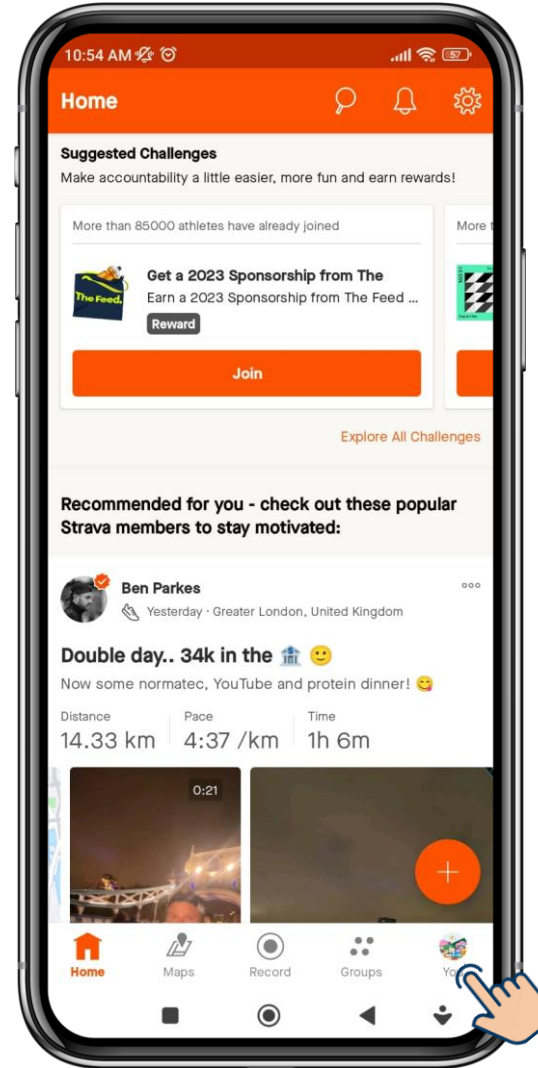 10:54 AM
57
Home
Suggested Challenges
Make accountability a little easier, more fun and earn rewards!
More than 85000 athletes have already joined
More
The Feed.
Get a 2023 Sponsorship from The
Earn a 2023 Sponsorship from The Feed ...
Reward
Join
Explore All Challenges
Recommended for you - check out these popular
Strava members to stay motivated:
Ben Parkes
Yesterday · Greater London, United Kingdom
Double day.. 34k in the 🏦 🙂
Now some normatec, YouTube and protein dinner! 😋
Distance Pace Time
14.33 km 4:37 /km 1h 6m
0:21
Home Maps Record Groups